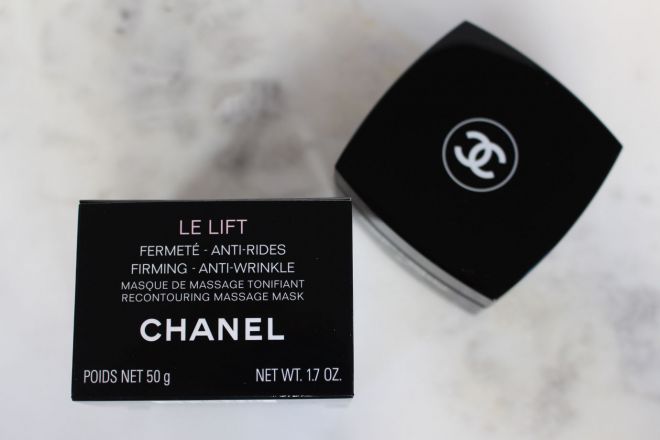 LE LIFT
FERMETÉ - ANTI-RIDES
FIRMING - ANTI-WRINKLE
MASQUE DE MASSAGE TONIFIANT
RECONTOURING MASSAGE MASK
CHANEL
POIDS NET 50 g NET WT. 1.7 OZ.